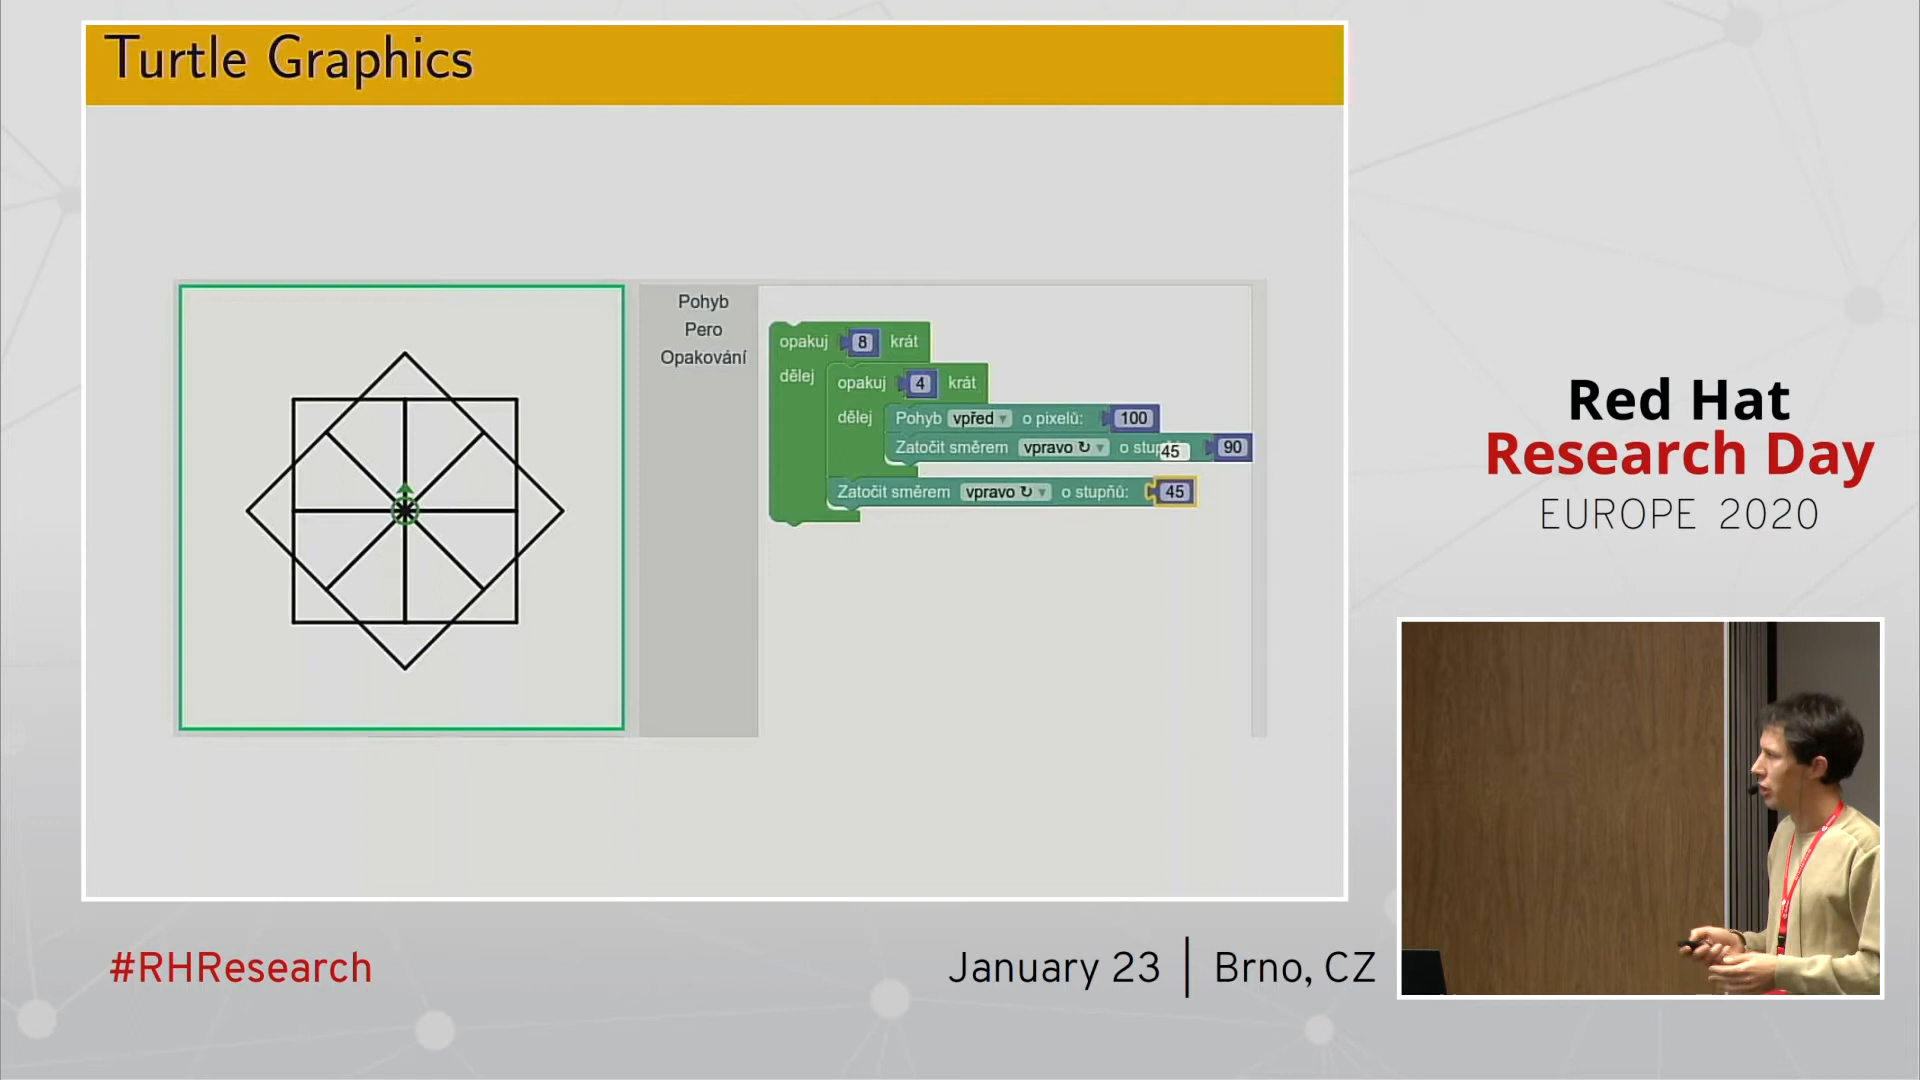 Turtle Graphics
Pohyb
Pero
Opakování
opakuj 8 krát
dělej
opakuj 4 krát
dělej
Pohyb vpřed ▾ o pixelů: 100
Zatočit směrem vpravo ↻ ▾ 45 90
Zatočit směrem vpravo ↻ ▾ o stupňů: 45
Red Hat
Research Day
EUROPE 2020
#RHResearch
January 23 | Brno, CZ